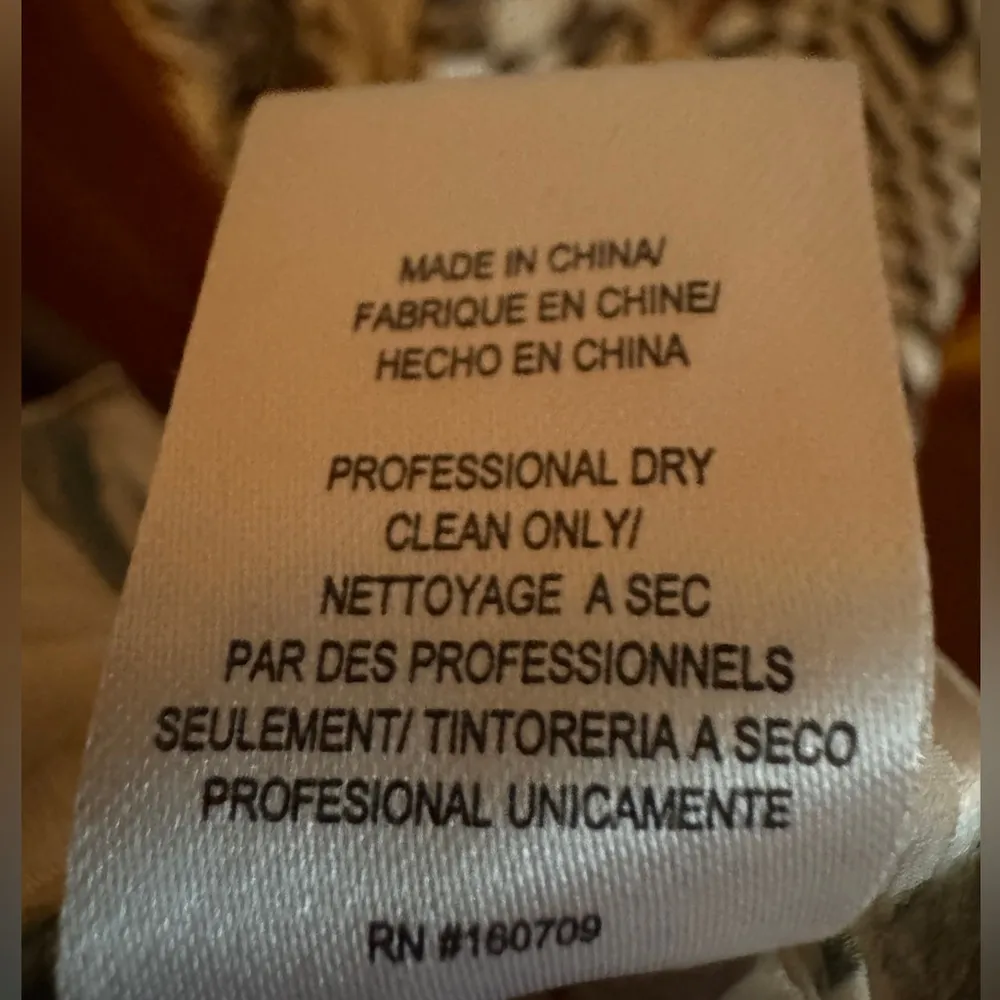 MADE IN CHINA/
FABRIQUE EN CHINE/
HECHO EN CHINA
PROFESSIONAL DRY
CLEAN ONLY/
NETTOYAGE A SEC
PAR DES PROFESSIONNELS
SEULEMENT/ TINTORERIA A SECO
PROFESIONAL UNICAMENTE
RN #160709